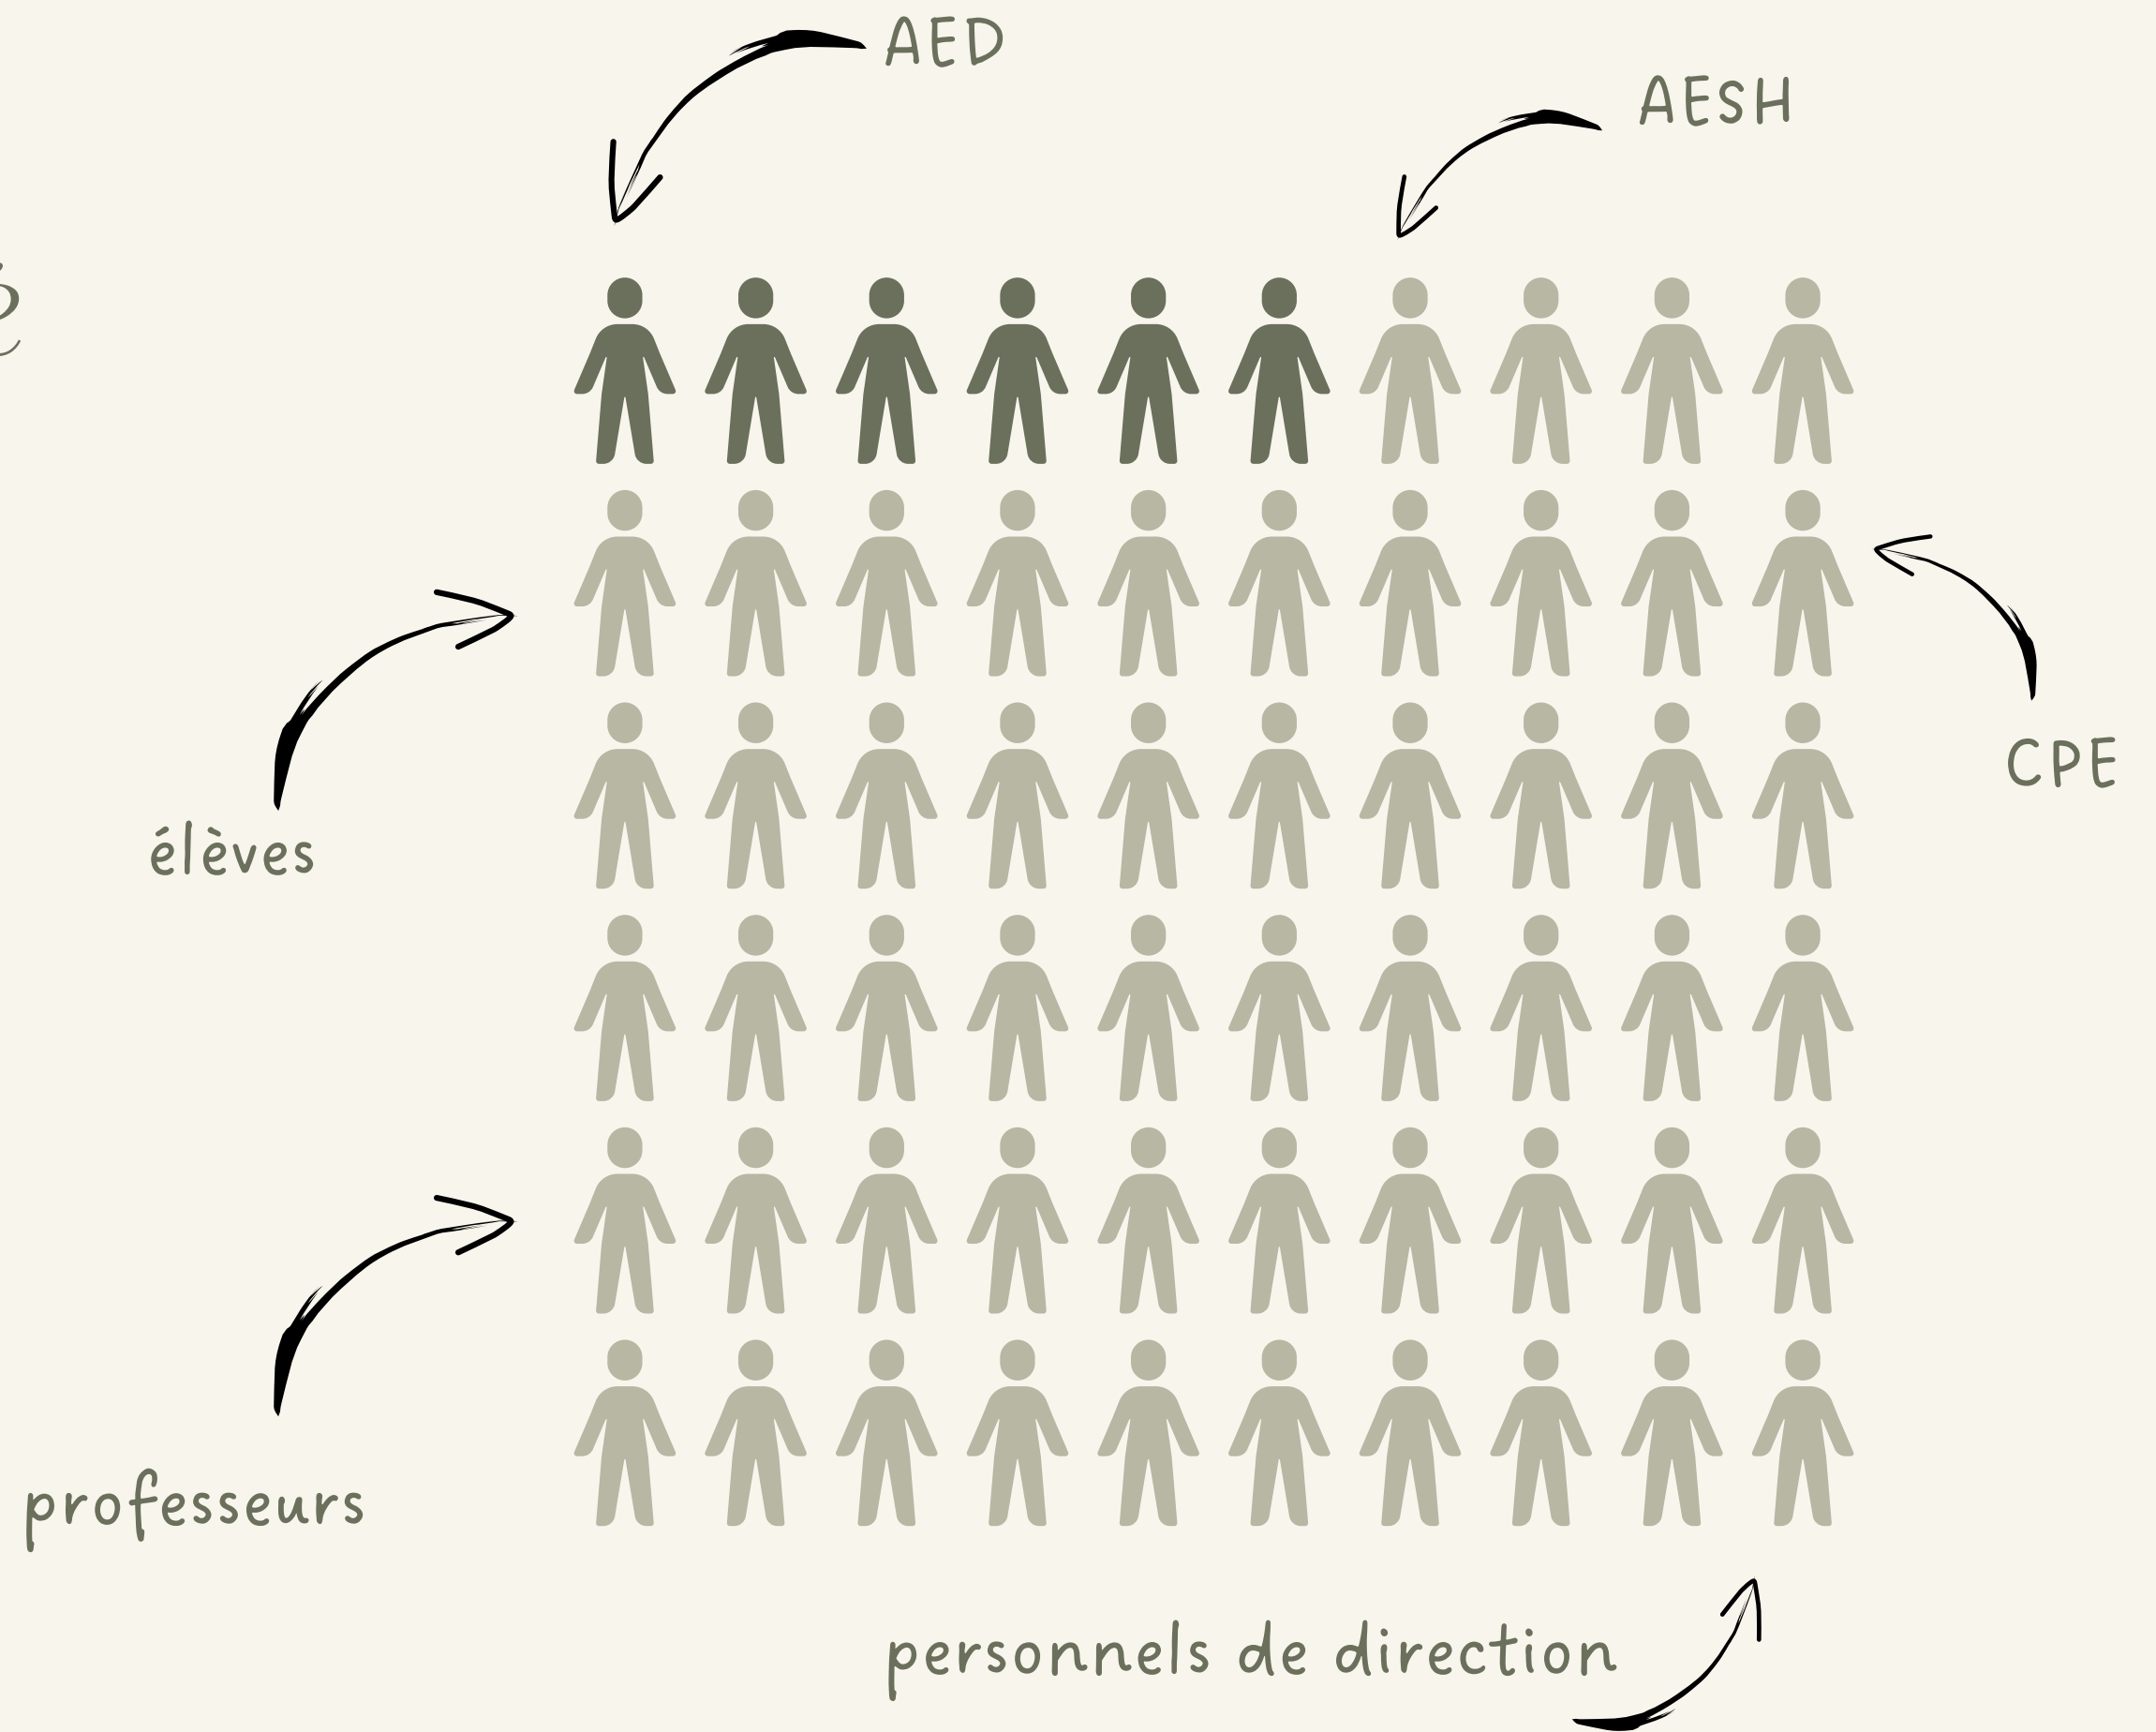 AED
AESH
CPE
élèves
professeurs
personnels de direction